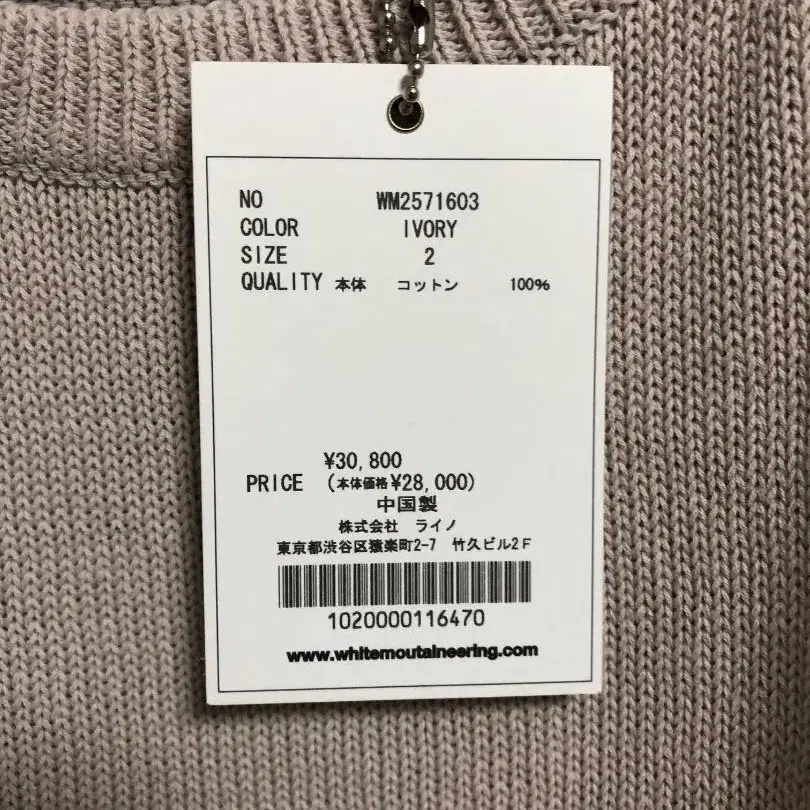 NO WM2571603
COLOR IVORY
SIZE 2
QUALITY 本体 コットン 100%
¥30,800
PRICE (本体価格¥28,000)
中国製
株式会社 ライノ
東京都渋谷区猿楽町2-7 竹久ビル2F
1020000116470
www.whitemoutaineering.com